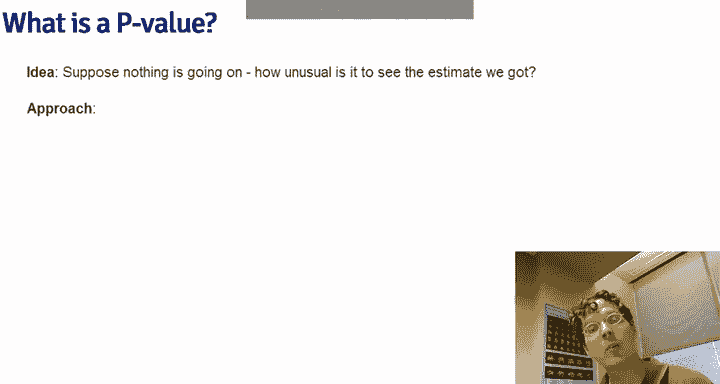 What is a P-value?
Idea: Suppose nothing is going on - how unusual is it to see the estimate we got?
Approach: